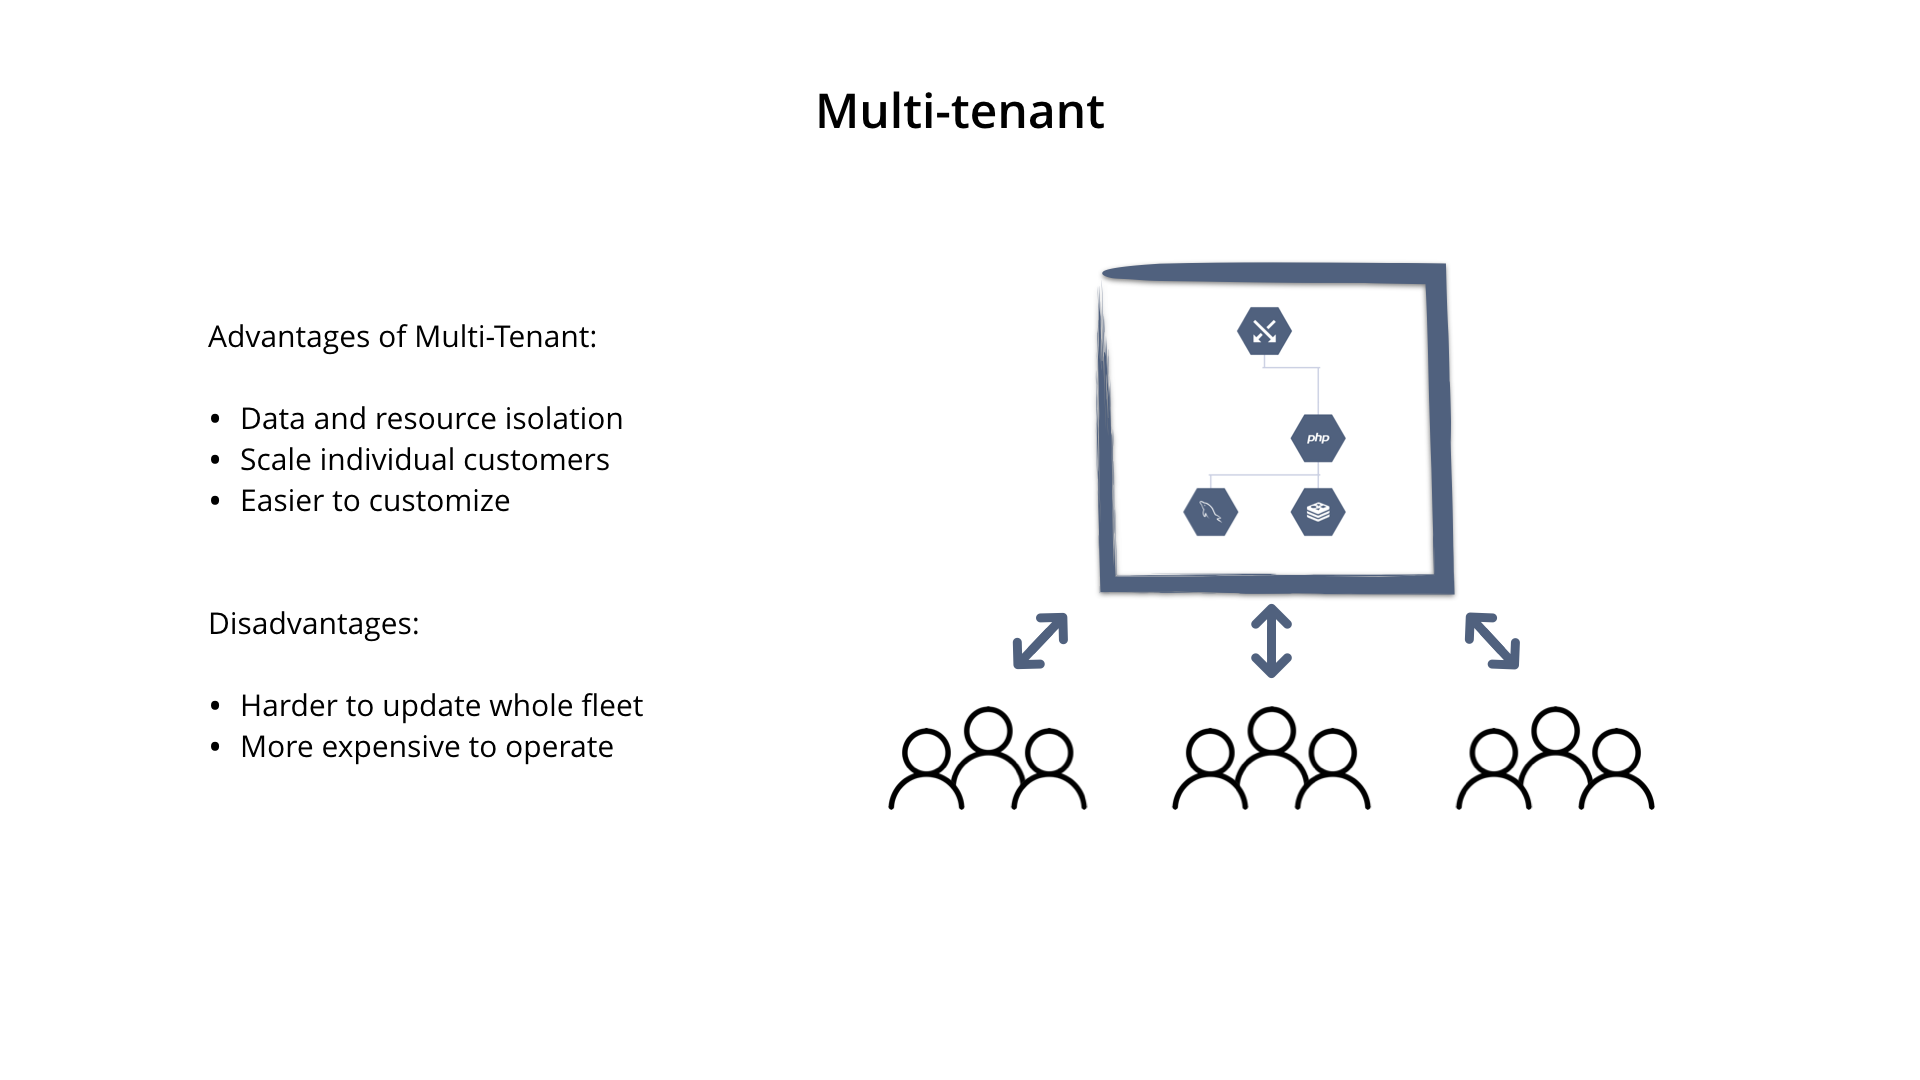 Multi-tenant
Advantages of Multi-Tenant:
• Data and resource isolation
• Scale individual customers
• Easier to customize
Disadvantages:
• Harder to update whole fleet
• More expensive to operate
php